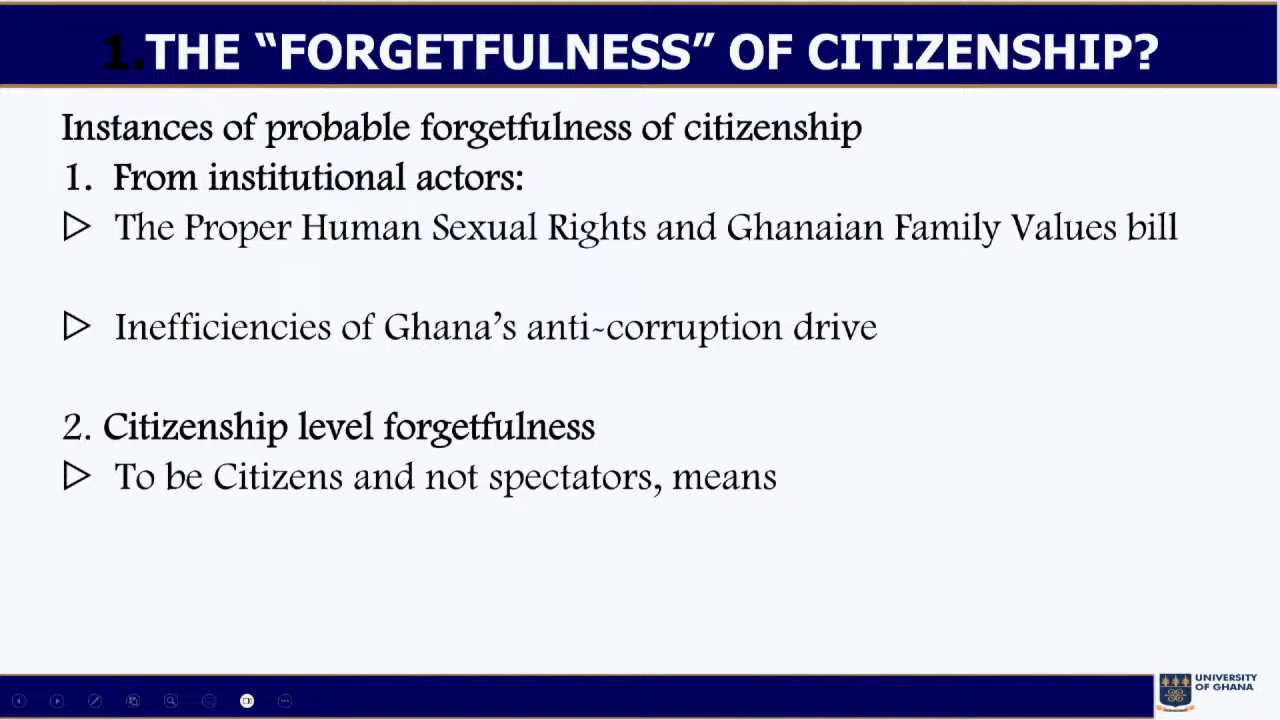 1.THE “FORGETFULNESS” OF CITIZENSHIP?
Instances of probable forgetfulness of citizenship
1. From institutional actors:
▷ The Proper Human Sexual Rights and Ghanaian Family Values bill
▷ Inefficiencies of Ghana’s anti-corruption drive
2. Citizenship level forgetfulness
▷ To be Citizens and not spectators, means
UNIVERSITY
OF GHANA